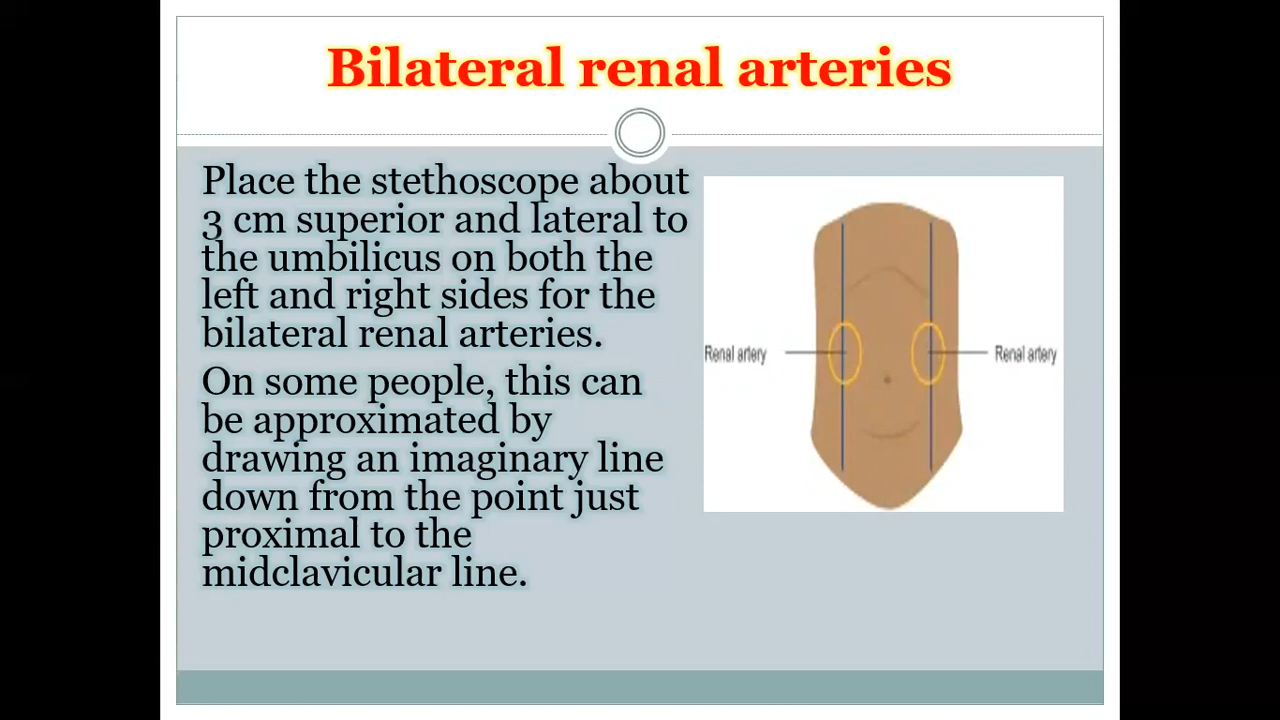 Bilateral renal arteries
Place the stethoscope about
3 cm superior and lateral to
the umbilicus on both the
left and right sides for the
bilateral renal arteries.
On some people, this can
be approximated by
drawing an imaginary line
down from the point just
proximal to the
midclavicular line.
Renal artery
Renal artery